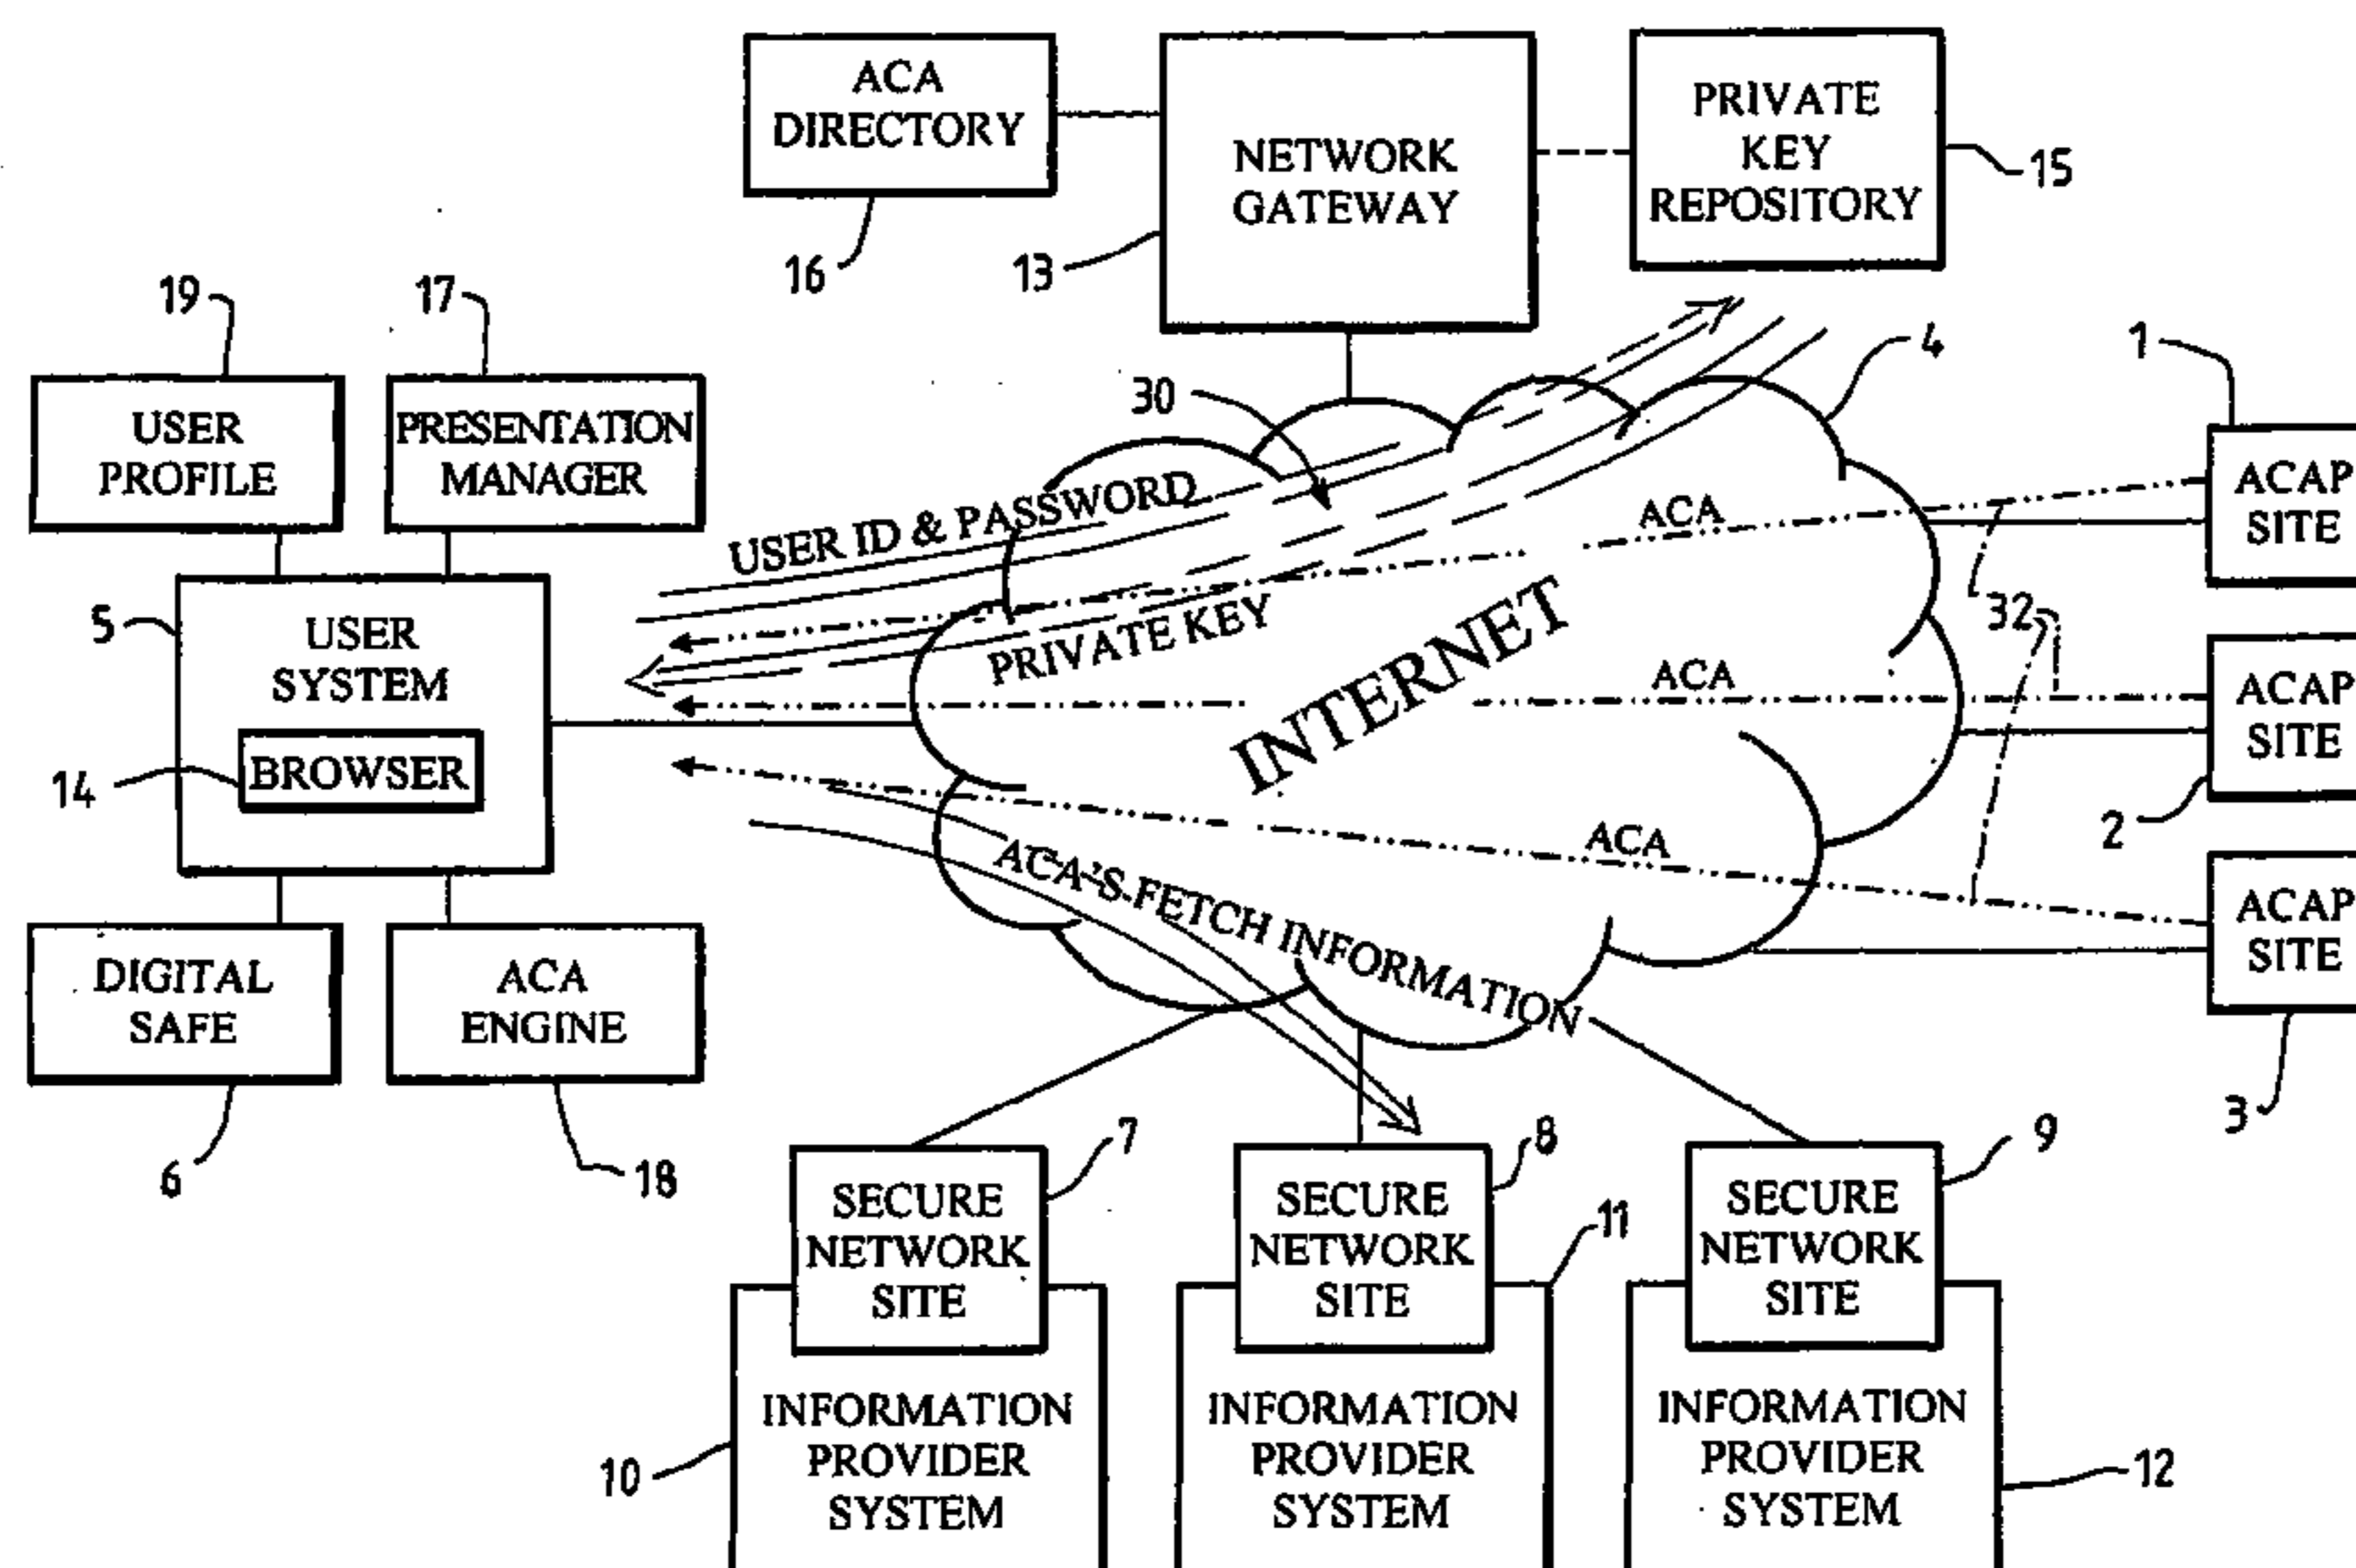 ACA
DIRECTORY
NETWORK
GATEWAY
PRIVATE
KEY
REPOSITORY
15
16
13
19
17
30
4
1
USER
PROFILE
PRESENTATION
MANAGER
USER ID & PASSWORD
ACA
ACAP
SITE
5
USER
SYSTEM
BROWSER
14
PRIVATE KEY
INTERNET
32
ACA
ACAP
SITE
2
ACA
ACA'S FETCH INFORMATION
ACAP
SITE
3
DIGITAL
SAFE
ACA
ENGINE
6
18
7
8
9
SECURE
NETWORK
SITE
SECURE
NETWORK
SITE
11
SECURE
NETWORK
SITE
INFORMATION
PROVIDER
SYSTEM
10
INFORMATION
PROVIDER
SYSTEM
INFORMATION
PROVIDER
SYSTEM
12